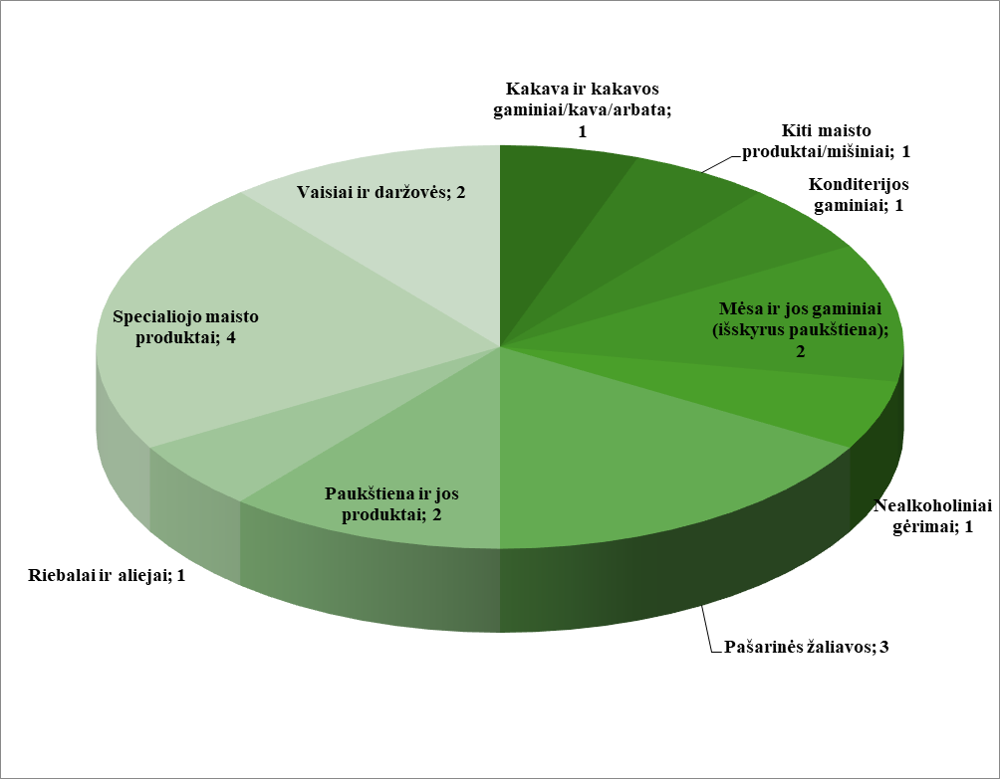 Kakava ir kakavos
gaminiai/kava/arbata;
1
Kiti maisto
produktai/mišiniai; 1
Konditerijos
gaminiai; 1
Mėsa ir jos gaminiai
(išskyrus paukštiena);
2
Nealkoholiniai
gėrimai; 1
Pašarinės žaliavos; 3
Paukštiena ir jos
produktai; 2
Riebalai ir aliejai; 1
Specialiojo maisto
produktai; 4
Vaisiai ir daržovės; 2